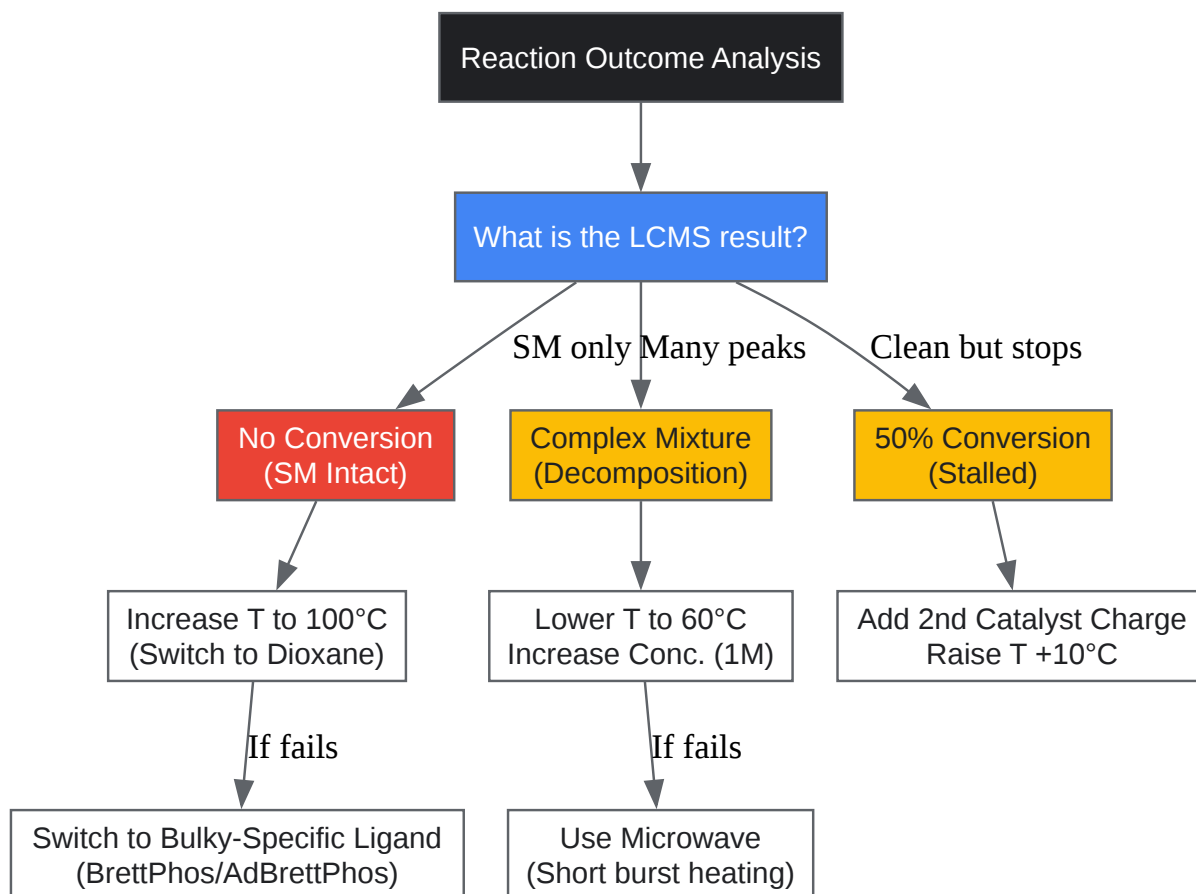 Reaction Outcome Analysis
What is the LCMS result?
SM only
Many peaks
Clean but stops
No Conversion
(SM Intact)
Complex Mixture
(Decomposition)
50% Conversion
(Stalled)
Increase T to 100°C
(Switch to Dioxane)
Lower T to 60°C
Increase Conc. (1M)
Add 2nd Catalyst Charge
Raise T +10°C
If fails
If fails
Switch to Bulky-Specific Ligand
(BrettPhos/AdBrettPhos)
Use Microwave
(Short burst heating)